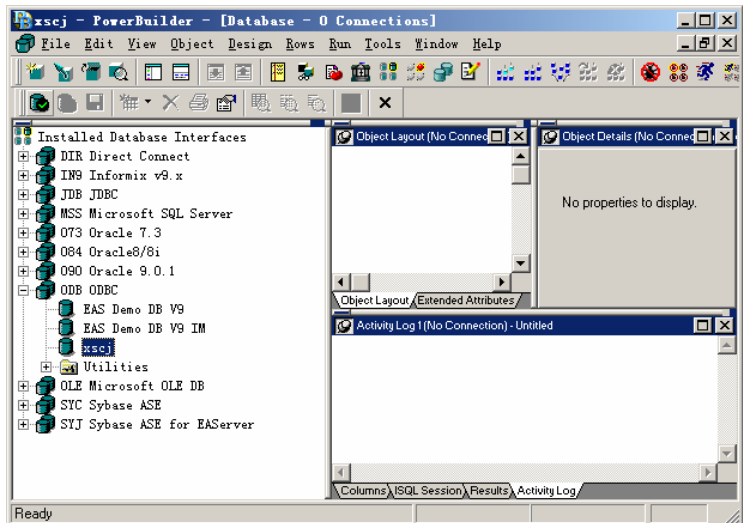 xscj - PowerBuilder - [Database - 0 Connections]
File Edit View Object Design Rows Run Tools Window Help
Installed Database Interfaces
DIR Direct Connect
IN9 Informix v9.x
JDB JDBC
MSS Microsoft SQL Server
O73 Oracle 7.3
O84 Oracle8/8i
O90 Oracle 9.0.1
ODB ODBC
EAS Demo DB V9
EAS Demo DB V9 IM
xscj
Utilities
OLE Microsoft OLE DB
SYC Sybase ASE
SYJ Sybase ASE for EAServer
Object Layout (No Connec
Object Layout Extended Attributes
Object Details (No Connec
No properties to display.
Activity Log 1 (No Connection) - Untitled
Columns ISQL Session Results Activity Log
Ready